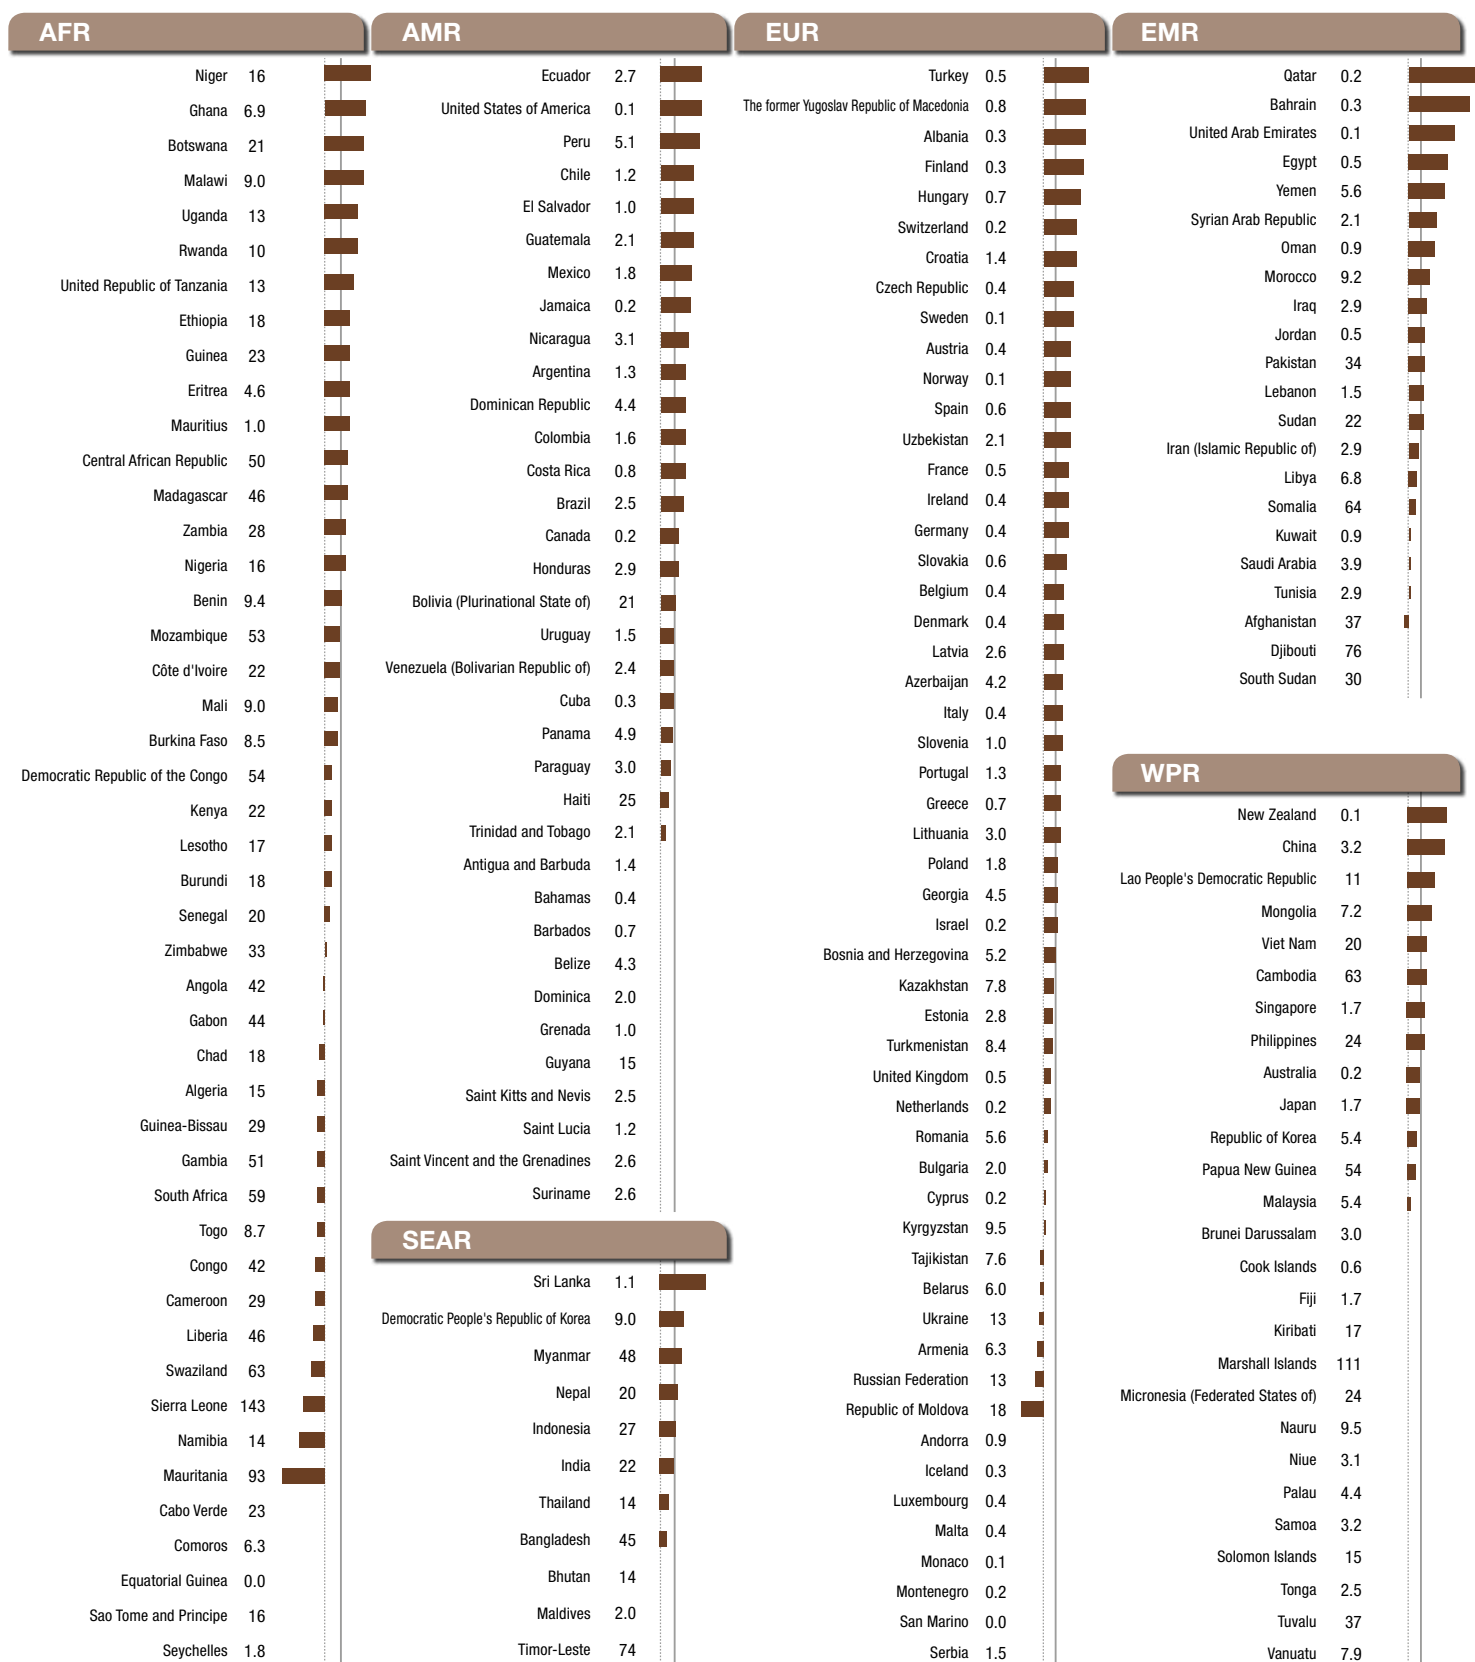 AFR
Niger 16
Ghana 6.9
Botswana 21
Malawi 9.0
Uganda 13
Rwanda 10
United Republic of Tanzania 13
Ethiopia 18
Guinea 23
Eritrea 4.6
Mauritius 1.0
Central African Republic 50
Madagascar 46
Zambia 28
Nigeria 16
Benin 9.4
Mozambique 53
Côte d'Ivoire 22
Mali 9.0
Burkina Faso 8.5
Democratic Republic of the Congo 54
Kenya 22
Lesotho 17
Burundi 18
Senegal 20
Zimbabwe 33
Angola 42
Gabon 44
Chad 18
Algeria 15
Guinea-Bissau 29
Gambia 51
South Africa 59
Togo 8.7
Congo 42
Cameroon 29
Liberia 46
Swaziland 63
Sierra Leone 143
Namibia 14
Mauritania 93
Cabo Verde 23
Comoros 6.3
Equatorial Guinea 0.0
Sao Tome and Principe 16
Seychelles 1.8
AMR
Ecuador 2.7
United States of America 0.1
Peru 5.1
Chile 1.2
El Salvador 1.0
Guatemala 2.1
Mexico 1.8
Jamaica 0.2
Nicaragua 3.1
Argentina 1.3
Dominican Republic 4.4
Colombia 1.6
Costa Rica 0.8
Brazil 2.5
Canada 0.2
Honduras 2.9
Bolivia (Plurinational State of) 21
Uruguay 1.5
Venezuela (Bolivarian Republic of) 2.4
Cuba 0.3
Panama 4.9
Paraguay 3.0
Haiti 25
Trinidad and Tobago 2.1
Antigua and Barbuda 1.4
Bahamas 0.4
Barbados 0.7
Belize 4.3
Dominica 2.0
Grenada 1.0
Guyana 15
Saint Kitts and Nevis 2.5
Saint Lucia 1.2
Saint Vincent and the Grenadines 2.6
Suriname 2.6
SEAR
Sri Lanka 1.1
Democratic People's Republic of Korea 9.0
Myanmar 48
Nepal 20
Indonesia 27
India 22
Thailand 14
Bangladesh 45
Bhutan 14
Maldives 2.0
Timor-Leste 74
EUR
Turkey 0.5
The former Yugoslav Republic of Macedonia 0.8
Albania 0.3
Finland 0.3
Hungary 0.7
Switzerland 0.2
Croatia 1.4
Czech Republic 0.4
Sweden 0.1
Austria 0.4
Norway 0.1
Spain 0.6
Uzbekistan 2.1
France 0.5
Ireland 0.4
Germany 0.4
Slovakia 0.6
Belgium 0.4
Denmark 0.4
Latvia 2.6
Azerbaijan 4.2
Italy 0.4
Slovenia 1.0
Portugal 1.3
Greece 0.7
Lithuania 3.0
Poland 1.8
Georgia 4.5
Israel 0.2
Bosnia and Herzegovina 5.2
Kazakhstan 7.8
Estonia 2.8
Turkmenistan 8.4
United Kingdom 0.5
Netherlands 0.2
Romania 5.6
Bulgaria 2.0
Cyprus 0.2
Kyrgyzstan 9.5
Tajikistan 7.6
Belarus 6.0
Ukraine 13
Armenia 6.3
Russian Federation 13
Republic of Moldova 18
Andorra 0.9
Iceland 0.3
Luxembourg 0.4
Malta 0.4
Monaco 0.1
Montenegro 0.2
San Marino 0.0
Serbia 1.5
EMR
Qatar 0.2
Bahrain 0.3
United Arab Emirates 0.1
Egypt 0.5
Yemen 5.6
Syrian Arab Republic 2.1
Oman 0.9
Morocco 9.2
Iraq 2.9
Jordan 0.5
Pakistan 34
Lebanon 1.5
Sudan 22
Iran (Islamic Republic of) 2.9
Libya 6.8
Somalia 64
Kuwait 0.9
Saudi Arabia 3.9
Tunisia 2.9
Afghanistan 37
Djibouti 76
South Sudan 30
WPR
New Zealand 0.1
China 3.2
Lao People's Democratic Republic 11
Mongolia 7.2
Viet Nam 20
Cambodia 63
Singapore 1.7
Philippines 24
Australia 0.2
Japan 1.7
Republic of Korea 5.4
Papua New Guinea 54
Malaysia 5.4
Brunei Darussalam 3.0
Cook Islands 0.6
Fiji 1.7
Kiribati 17
Marshall Islands 111
Micronesia (Federated States of) 24
Nauru 9.5
Niue 3.1
Palau 4.4
Samoa 3.2
Solomon Islands 15
Tonga 2.5
Tuvalu 37
Vanuatu 7.9